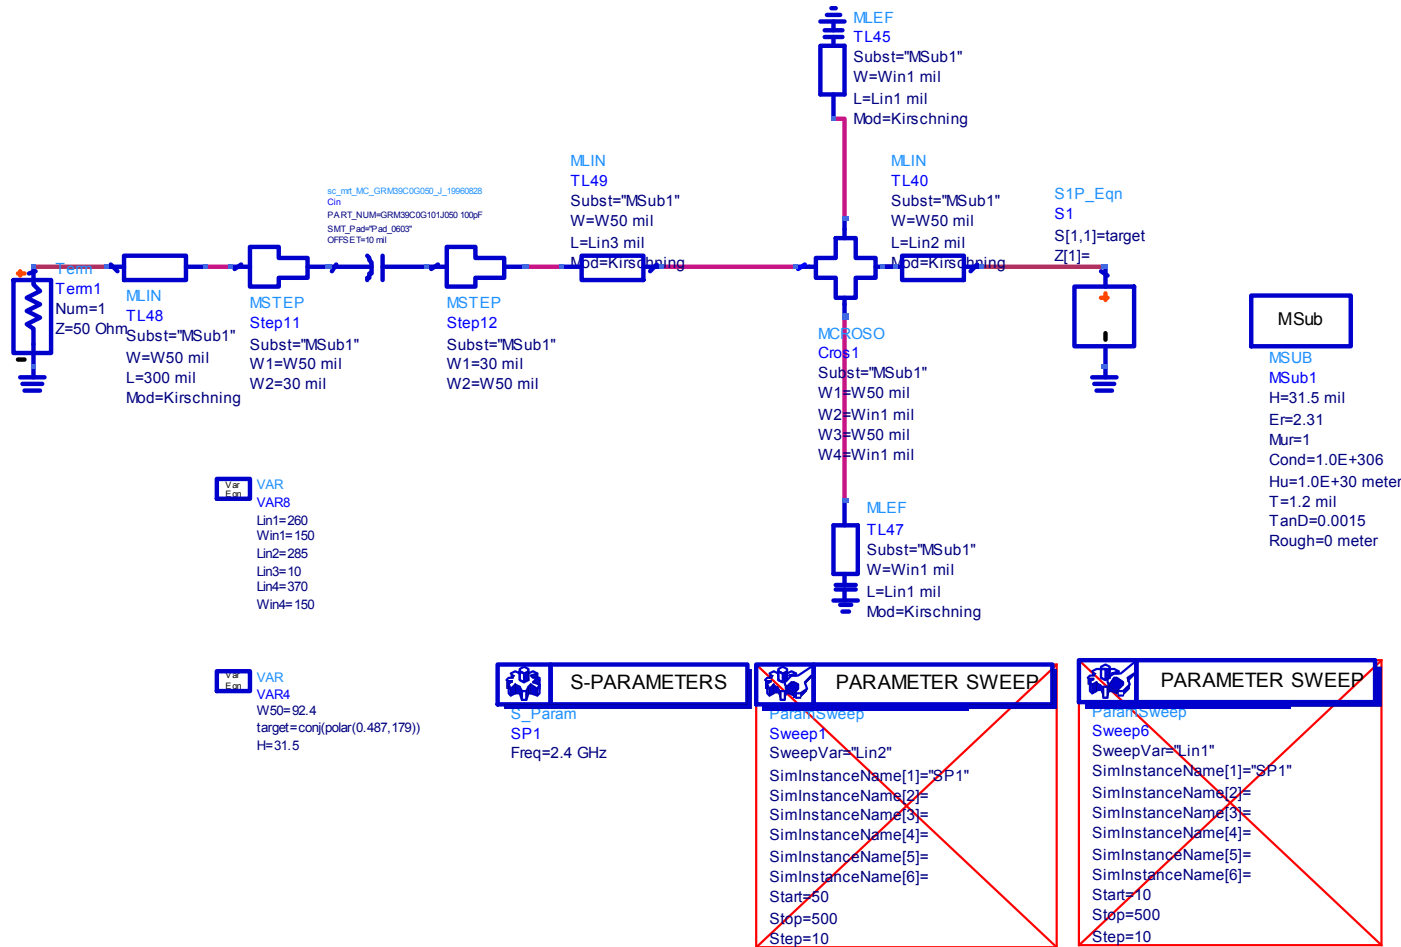 MLEF
TL45
Subst="MSub1"
W=Win1 mil
L=Lin1 mil
Mod=Kirschning
MLIN
TL49
Subst="MSub1"
W=W50 mil
L=Lin3 mil
Mod=Kirschning
MLIN
TL40
Subst="MSub1"
W=W50 mil
L=Lin2 mil
Mod=Kirschning
S1P_Eqn
S1
S[1,1]=target
Z[1]=
sc_mrt_MC_GRM39C0G050_J_19960828
Cin
PART_NUM=GRM39C0G101J050 100pF
SMT_Pad="Pad_0603"
OFFSET=10 mil
Term
Term1
Num=1
Z=50 Ohm
MLIN
TL48
Subst="MSub1"
W=W50 mil
L=300 mil
Mod=Kirschning
MSTEP
Step11
Subst="MSub1"
W1=W50 mil
W2=30 mil
MSTEP
Step12
Subst="MSub1"
W1=30 mil
W2=W50 mil
MCROSO
Cros1
Subst="MSub1"
W1=W50 mil
W2=Win1 mil
W3=W50 mil
W4=Win1 mil
MSub
MSUB
MSub1
H=31.5 mil
Er=2.31
Mur=1
Cond=1.0E+306
Hu=1.0E+30 meter
T=1.2 mil
TanD=0.0015
Rough=0 meter
MLEF
TL47
Subst="MSub1"
W=Win1 mil
L=Lin1 mil
Mod=Kirschning
Var
Eqn
VAR
VAR8
Lin1=260
Win1=150
Lin2=285
Lin3=10
Lin4=370
Win4=150
Var
Eqn
VAR
VAR4
W50=92.4
target=conj(polar(0.487,179))
H=31.5
S-PARAMETERS
S_Param
SP1
Freq=2.4 GHz
PARAMETER SWEEP
ParamSweep
Sweep1
SweepVar="Lin2"
SimInstanceName[1]="SP1"
SimInstanceName[2]=
SimInstanceName[3]=
SimInstanceName[4]=
SimInstanceName[5]=
SimInstanceName[6]=
Start=50
Stop=500
Step=10
PARAMETER SWEEP
ParamSweep
Sweep6
SweepVar="Lin1"
SimInstanceName[1]="SP1"
SimInstanceName[2]=
SimInstanceName[3]=
SimInstanceName[4]=
SimInstanceName[5]=
SimInstanceName[6]=
Start=10
Stop=500
Step=10